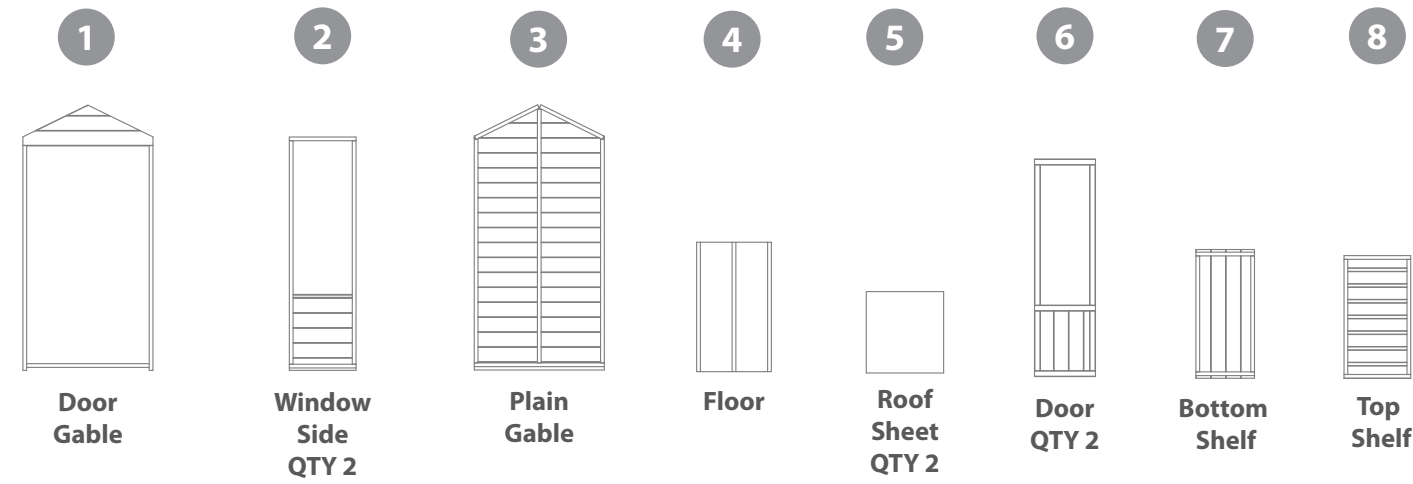 1 2 3 4 5 6 7 8
Door
Gable
Window
Side
QTY 2
Plain
Gable
Floor
Roof
Sheet
QTY 2
Door
QTY 2
Bottom
Shelf
Top
Shelf